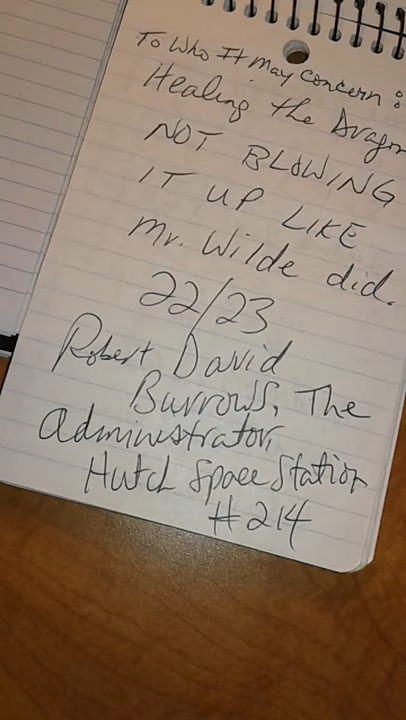 To Who It may Concern:
Healing the Dragon
NOT BLOWING
IT UP LIKE
Mr. Wilde did.
22/23
Robert David
Burrows, The
Administrator,
Hutch Space Station
#214